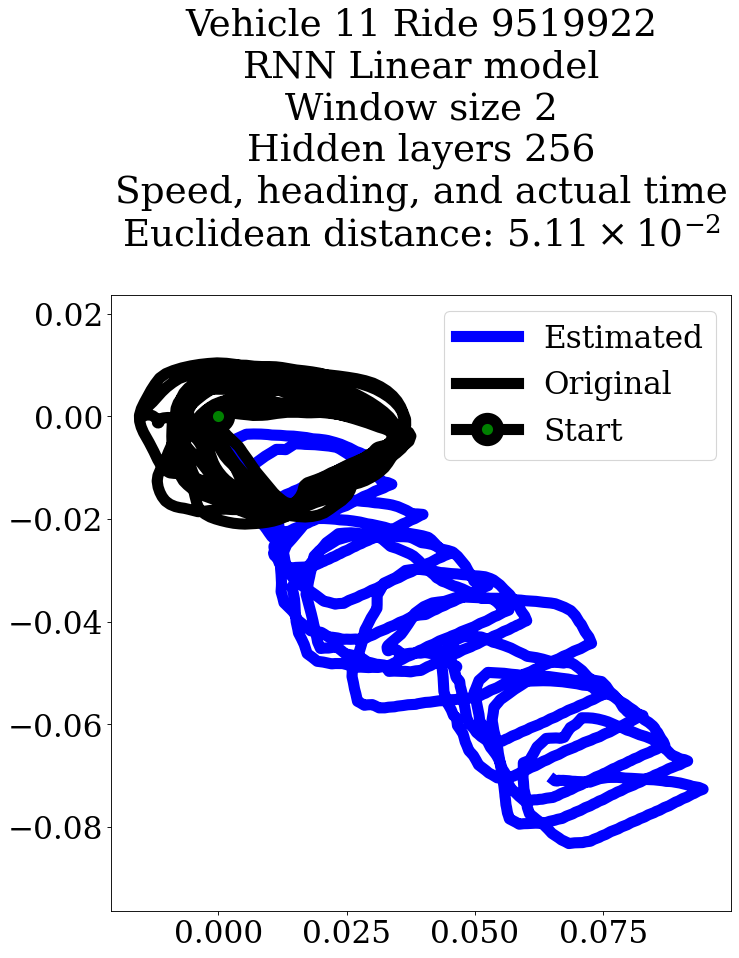 Vehicle 11 Ride 9519922
RNN Linear model
Window size 2
Hidden layers 256
Speed, heading, and actual time
Euclidean distance: 5.11 × 10⁻²
Estimated
Original
Start
0.02
0.00
−0.02
−0.04
−0.06
−0.08
0.000 0.025 0.050 0.075